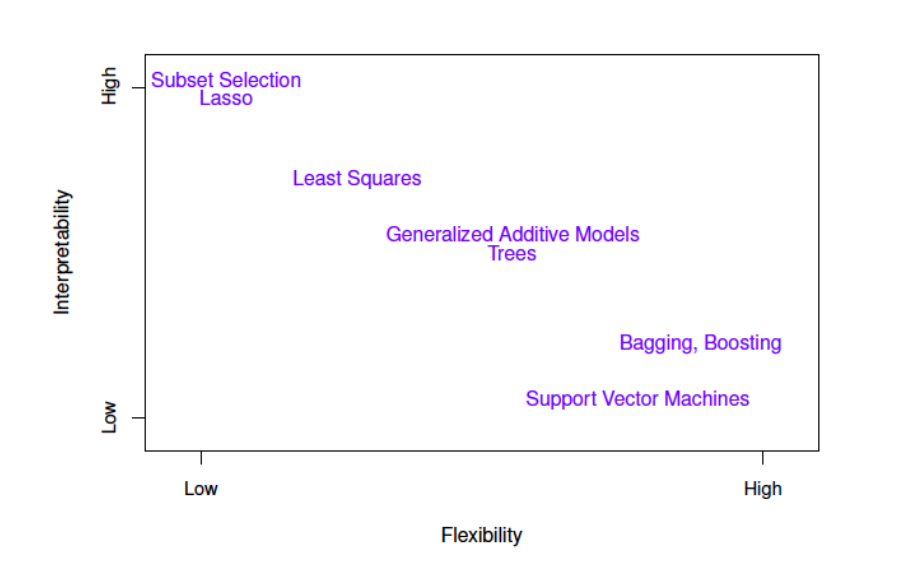 High
Subset Selection
Lasso
Least Squares
Interpretability
Generalized Additive Models
Trees
Bagging, Boosting
Support Vector Machines
Low
Low
High
Flexibility